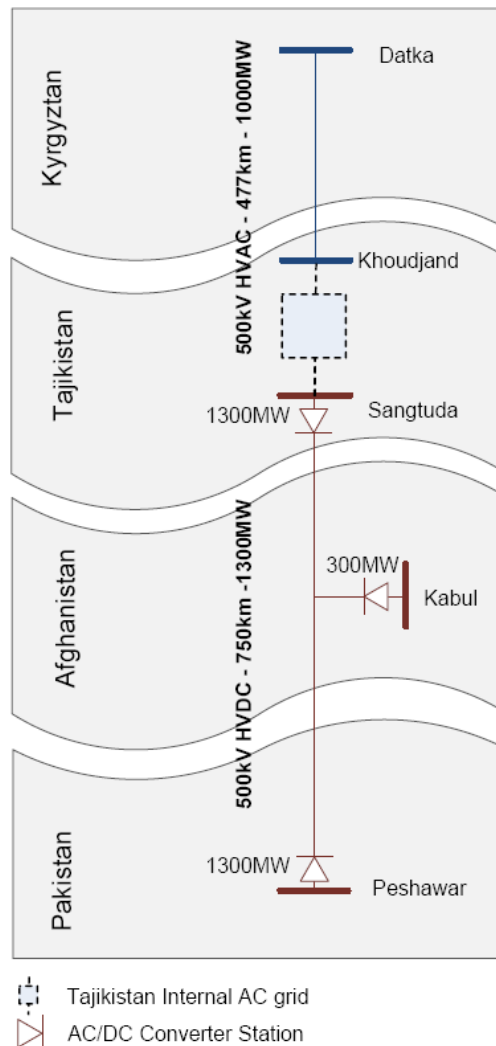 Kyrgyztan
Datka
500kV HVAC - 477km - 1000MW
Khoudjand
Tajikistan
1300MW
Sangtuda
Afghanistan
500kV HVDC - 750km -1300MW
300MW
Kabul
Pakistan
1300MW
Peshawar
Tajikistan Internal AC grid
AC/DC Converter Station